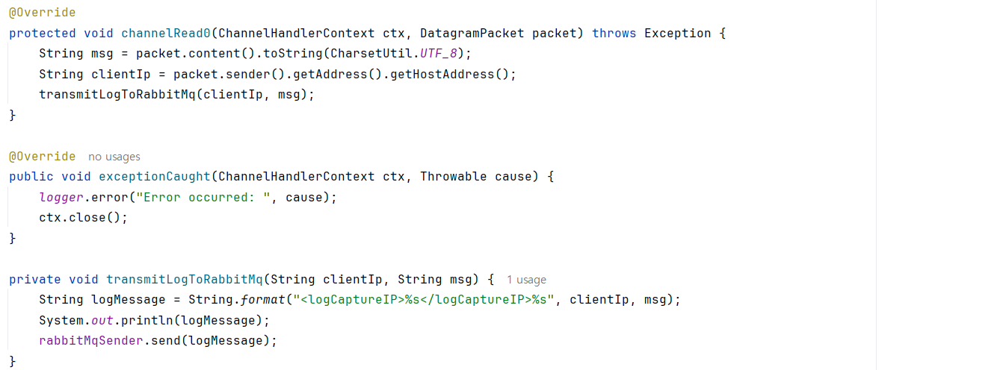 @Override
protected void channelRead0(ChannelHandlerContext ctx, DatagramPacket packet) throws Exception {
    String msg = packet.content().toString(CharsetUtil.UTF_8);
    String clientIp = packet.sender().getAddress().getHostAddress();
    transmitLogToRabbitMq(clientIp, msg);
}

@Override no usages
public void exceptionCaught(ChannelHandlerContext ctx, Throwable cause) {
    logger.error("Error occurred: ", cause);
    ctx.close();
}

private void transmitLogToRabbitMq(String clientIp, String msg) { 1 usage
    String logMessage = String.format("<logCaptureIP>%s</logCaptureIP>%s", clientIp, msg);
    System.out.println(logMessage);
    rabbitMqSender.send(logMessage);
}